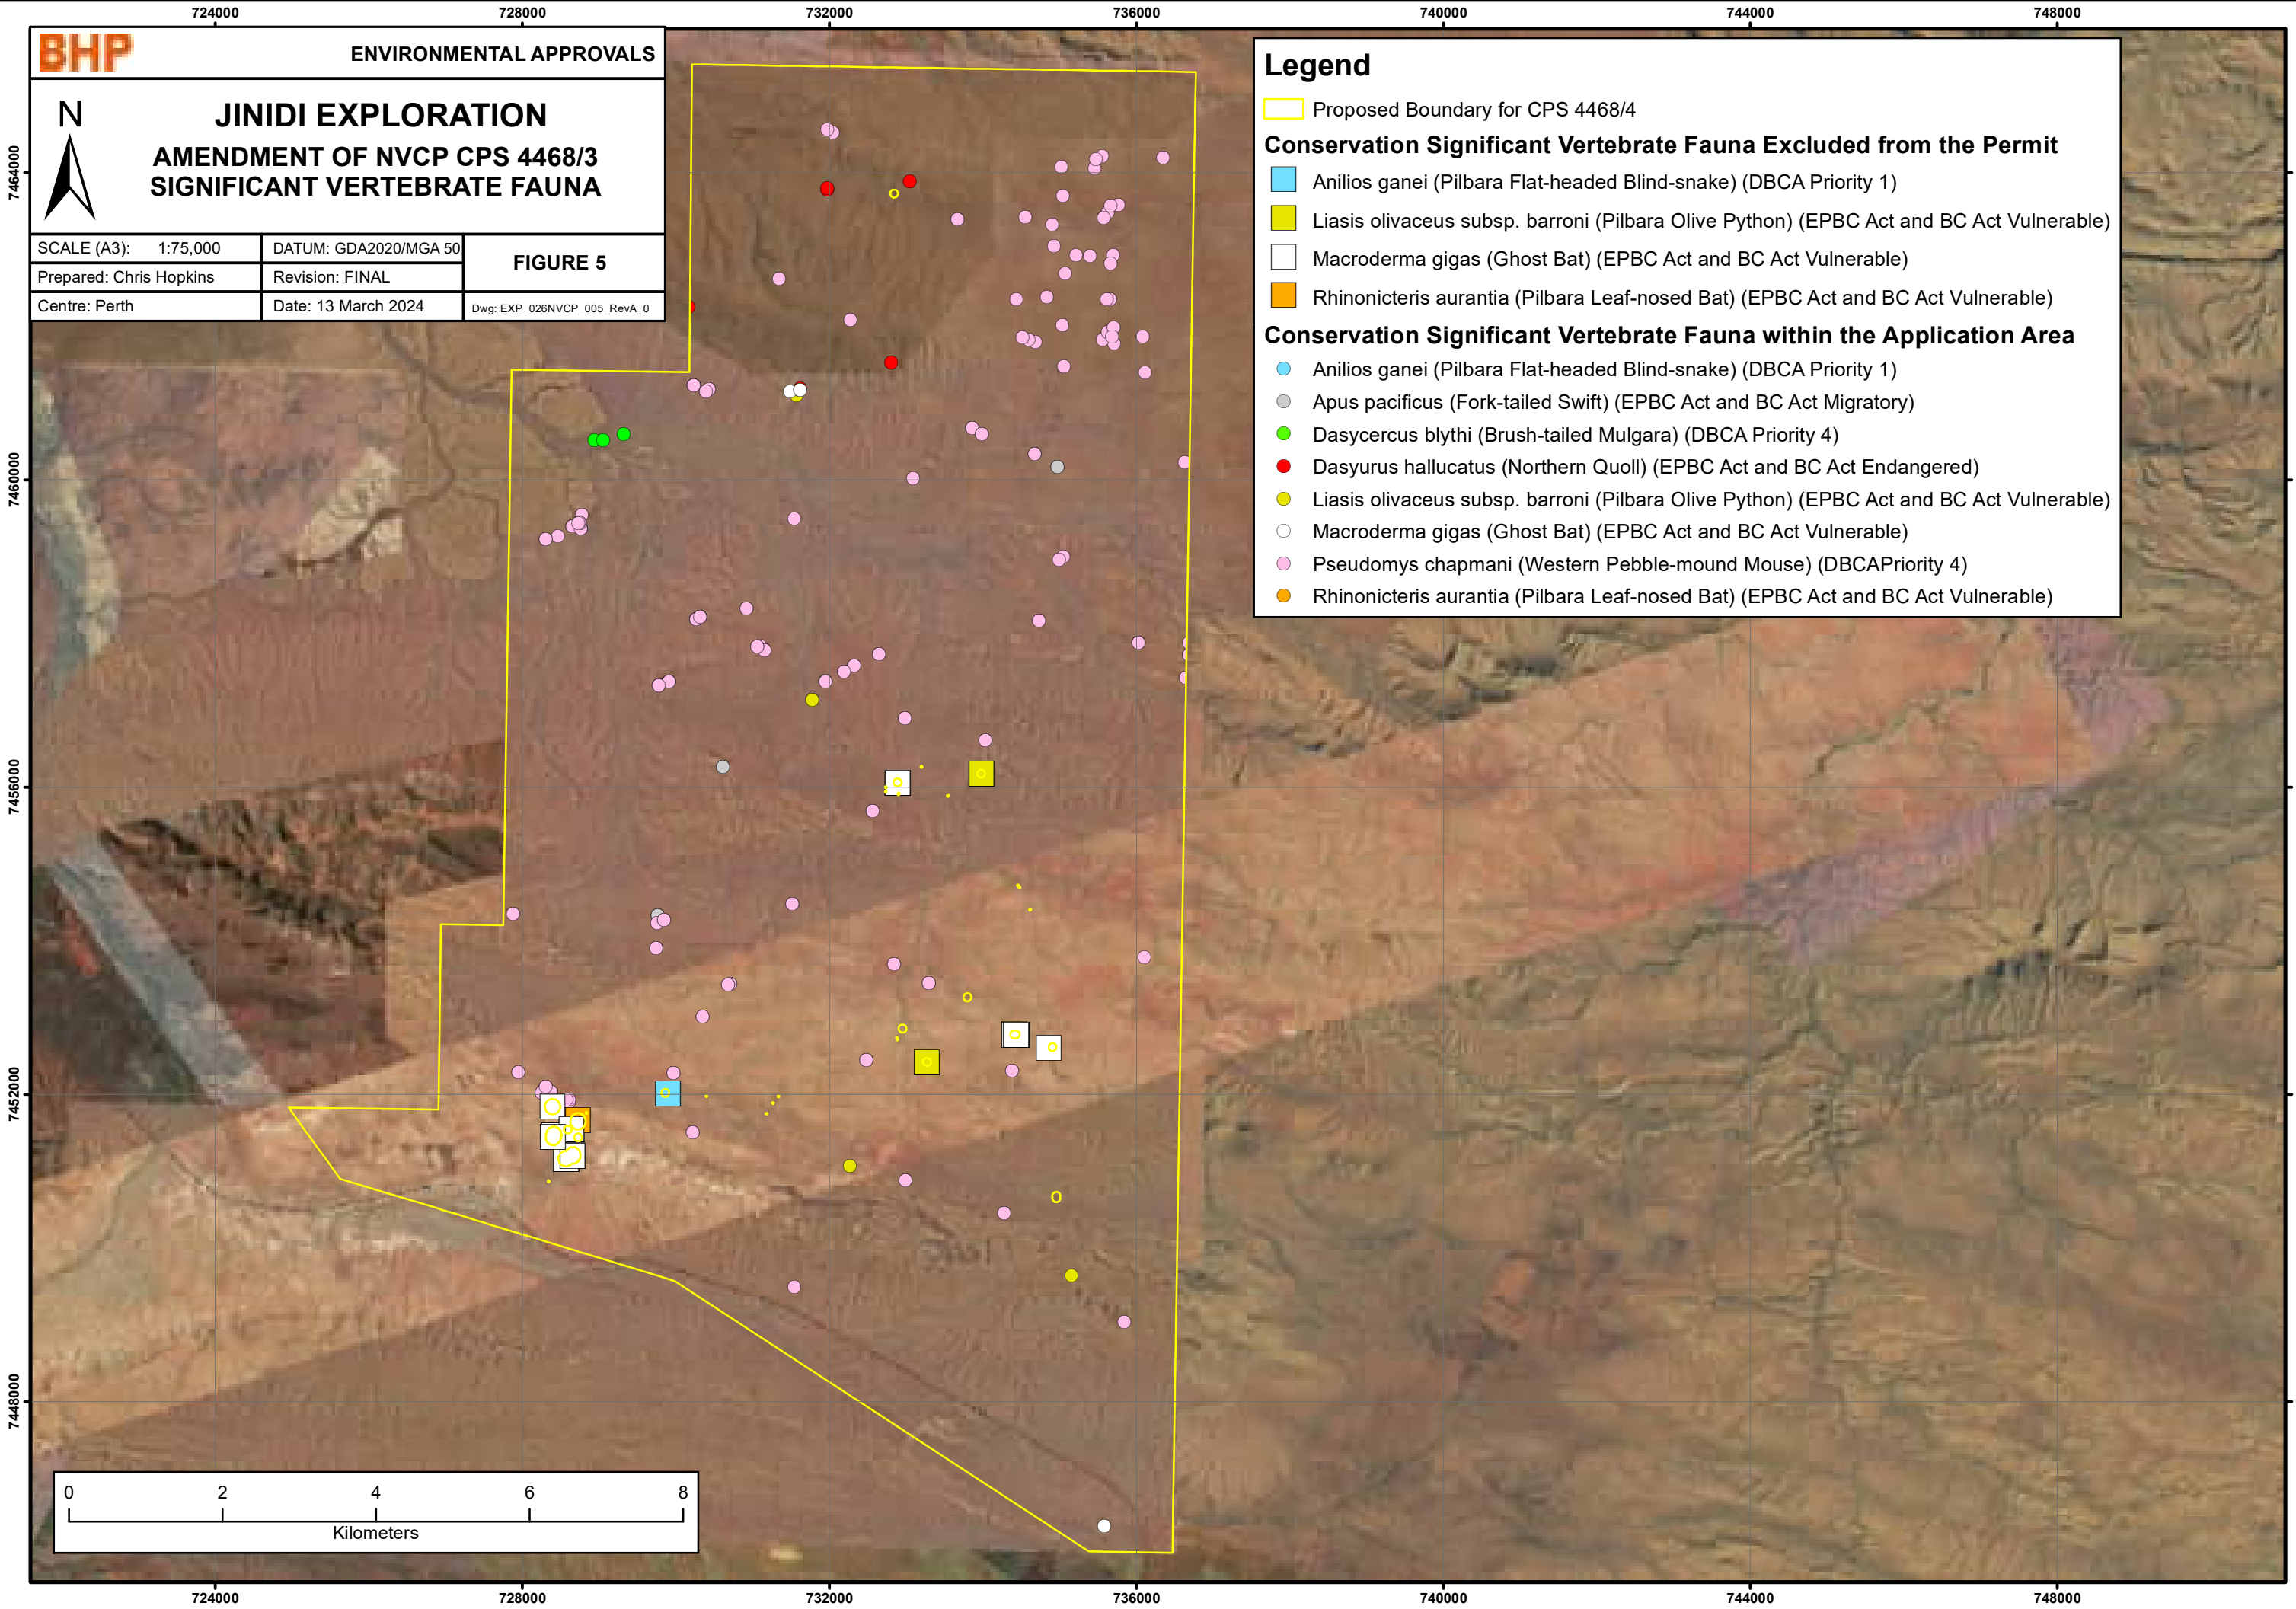 724000 728000 732000 736000 740000 744000 748000
BHP
ENVIRONMENTAL APPROVALS
N
JINIDI EXPLORATION
AMENDMENT OF NVCP CPS 4468/3
SIGNIFICANT VERTEBRATE FAUNA
SCALE (A3): 1:75,000
DATUM: GDA2020/MGA 50
FIGURE 5
Prepared: Chris Hopkins
Revision: FINAL
Centre: Perth
Date: 13 March 2024
Dwg: EXP_026NVCP_005_RevA_0
Legend
Proposed Boundary for CPS 4468/4
Conservation Significant Vertebrate Fauna Excluded from the Permit
Anilios ganei (Pilbara Flat-headed Blind-snake) (DBCA Priority 1)
Liasis olivaceus subsp. barroni (Pilbara Olive Python) (EPBC Act and BC Act Vulnerable)
Macroderma gigas (Ghost Bat) (EPBC Act and BC Act Vulnerable)
Rhinonicteris aurantia (Pilbara Leaf-nosed Bat) (EPBC Act and BC Act Vulnerable)
Conservation Significant Vertebrate Fauna within the Application Area
Anilios ganei (Pilbara Flat-headed Blind-snake) (DBCA Priority 1)
Apus pacificus (Fork-tailed Swift) (EPBC Act and BC Act Migratory)
Dasycercus blythi (Brush-tailed Mulgara) (DBCA Priority 4)
Dasyurus hallucatus (Northern Quoll) (EPBC Act and BC Act Endangered)
Liasis olivaceus subsp. barroni (Pilbara Olive Python) (EPBC Act and BC Act Vulnerable)
Macroderma gigas (Ghost Bat) (EPBC Act and BC Act Vulnerable)
Pseudomys chapmani (Western Pebble-mound Mouse) (DBCAPriority 4)
Rhinonicteris aurantia (Pilbara Leaf-nosed Bat) (EPBC Act and BC Act Vulnerable)
7464000
7460000
7456000
7452000
7448000
0 2 4 6 8
Kilometers
724000 728000 732000 736000 740000 744000 748000